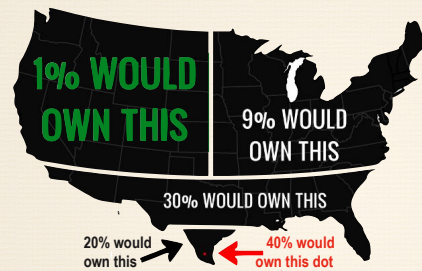 1% WOULD
OWN THIS
9% WOULD
OWN THIS
30% WOULD OWN THIS
20% would
own this
40% would
own this dot